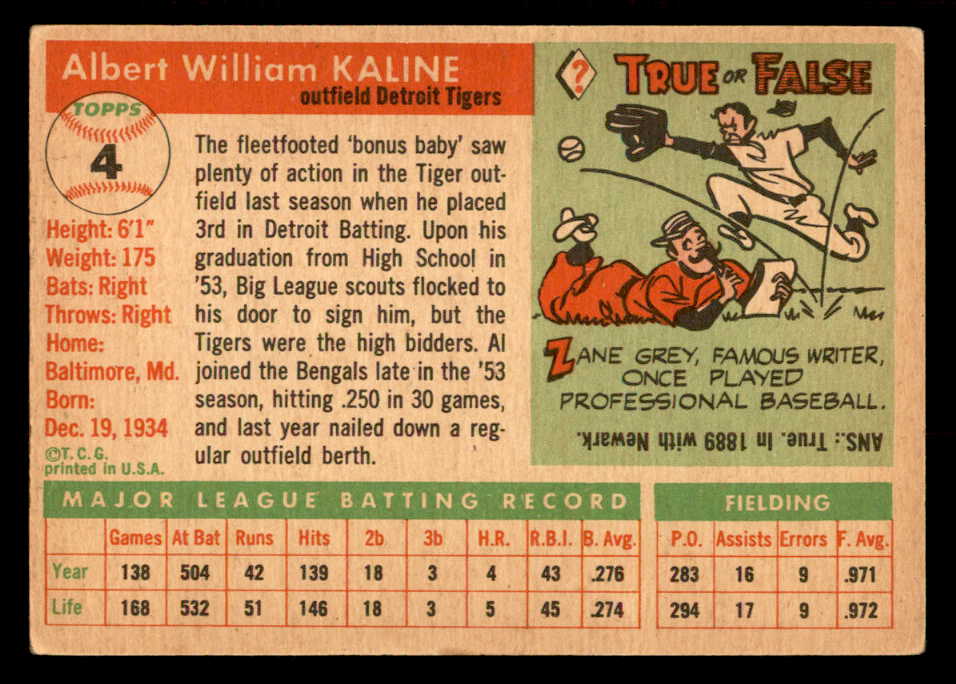 Albert William KALINE
outfield Detroit Tigers
TOPPS
4
Height: 6'1"
Weight: 175
Bats: Right
Throws: Right
Home:
Baltimore, Md.
Born:
Dec. 19, 1934
©T.C.G.
printed in U.S.A.
The fleetfooted 'bonus baby' saw
plenty of action in the Tiger out-
field last season when he placed
3rd in Detroit Batting. Upon his
graduation from High School in
'53, Big League scouts flocked to
his door to sign him, but the
Tigers were the high bidders. Al
joined the Bengals late in the '53
season, hitting .250 in 30 games,
and last year nailed down a reg-
ular outfield berth.
?
TRUE OR FALSE
ZANE GREY, FAMOUS WRITER,
ONCE PLAYED
PROFESSIONAL BASEBALL.
ANS.: True. In 1889 with Newark.
MAJOR LEAGUE BATTING RECORD
Games At Bat Runs Hits 2b 3b H.R. R.B.I. B. Avg.
Year 138 504 42 139 18 3 4 43 .276
Life 168 532 51 146 18 3 5 45 .274
FIELDING
P.O. Assists Errors F. Avg.
283 16 9 .971
294 17 9 .972